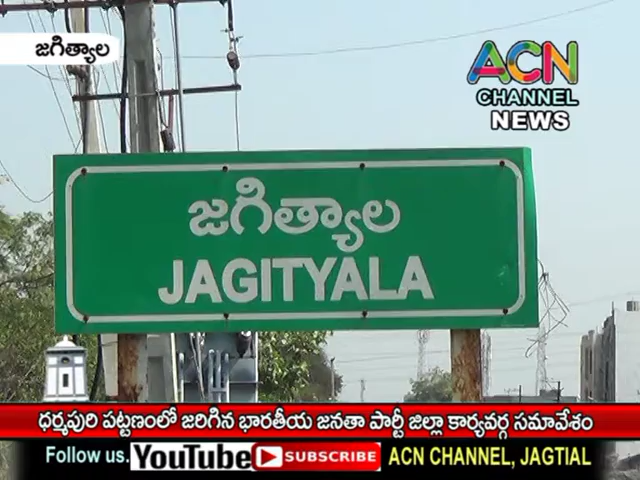 జగిత్యాల
ACN
CHANNEL
NEWS
జగిత్యాల
JAGITYALA
ధర్మపురి పట్టణంలో జరిగిన భారతీయ జనతా పార్టీ జిల్లా కార్యవర్గ సమావేశం
Follow us. YouTube SUBSCRIBE ACN CHANNEL, JAGTIAL